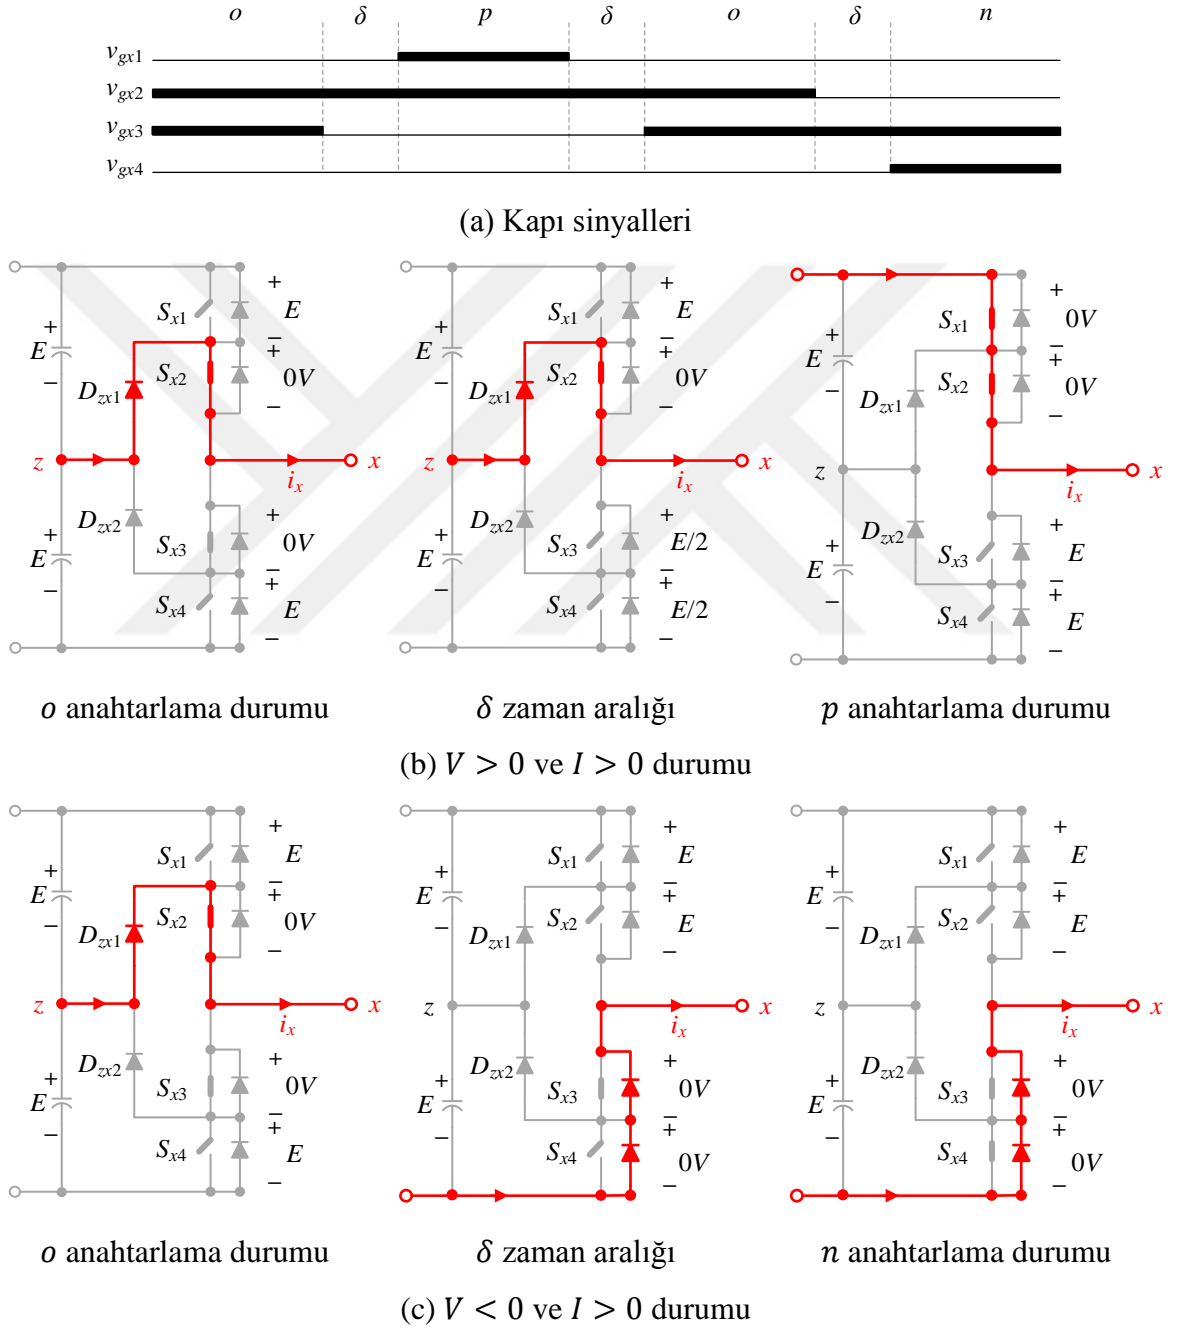 o δ p δ o δ n
v_gx1
v_gx2
v_gx3
v_gx4
(a) Kapı sinyalleri
+ E − S_x1 + E − D_zx1 S_x2 + 0V − z i_x x D_zx2 + E − S_x3 + 0V − S_x4 + E −
+ E − S_x1 + E − D_zx1 S_x2 + 0V − z i_x x D_zx2 + E − S_x3 + E/2 − S_x4 + E/2 −
+ E − S_x1 + 0V − D_zx1 S_x2 + 0V − z i_x x D_zx2 + E − S_x3 + E − S_x4 + E −
o anahtarlama durumu
δ zaman aralığı
p anahtarlama durumu
(b) V > 0 ve I > 0 durumu
+ E − S_x1 + E − D_zx1 S_x2 + 0V − z i_x x D_zx2 + E − S_x3 + 0V − S_x4 + E −
+ E − S_x1 + E − D_zx1 S_x2 + E − z i_x x D_zx2 + E − S_x3 + 0V − S_x4 + 0V −
+ E − S_x1 + E − D_zx1 S_x2 + E − z i_x x D_zx2 + E − S_x3 + 0V − S_x4 + 0V −
o anahtarlama durumu
δ zaman aralığı
n anahtarlama durumu
(c) V < 0 ve I > 0 durumu